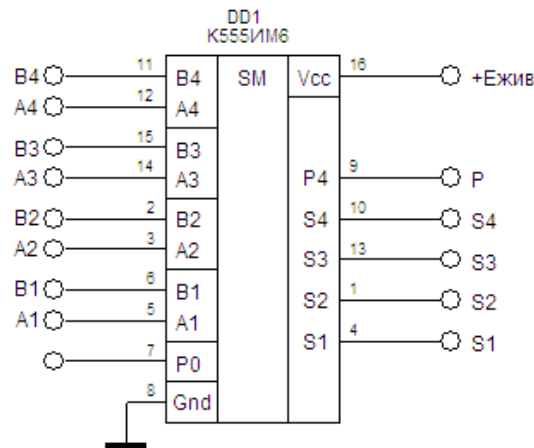 DD1
К555ИМ6
B4 11 B4 SM Vcc 16 +Ежив
A4 12 A4
B3 15 B3
A3 14 A3 P4 9 P
B2 2 B2 S4 10 S4
A2 3 A2 S3 13 S3
B1 6 B1 S2 1 S2
A1 5 A1 S1 4 S1
7 P0
8 Gnd